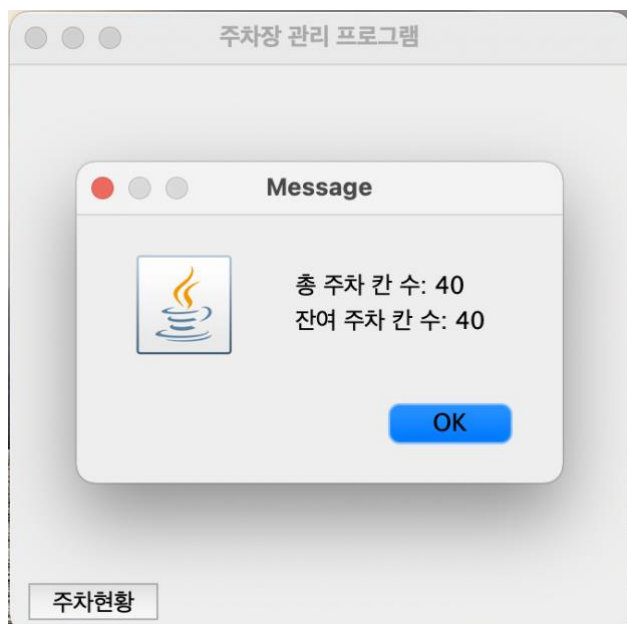 주차장 관리 프로그램
Message
총 주차 칸 수: 40
잔여 주차 칸 수: 40
OK
주차현황